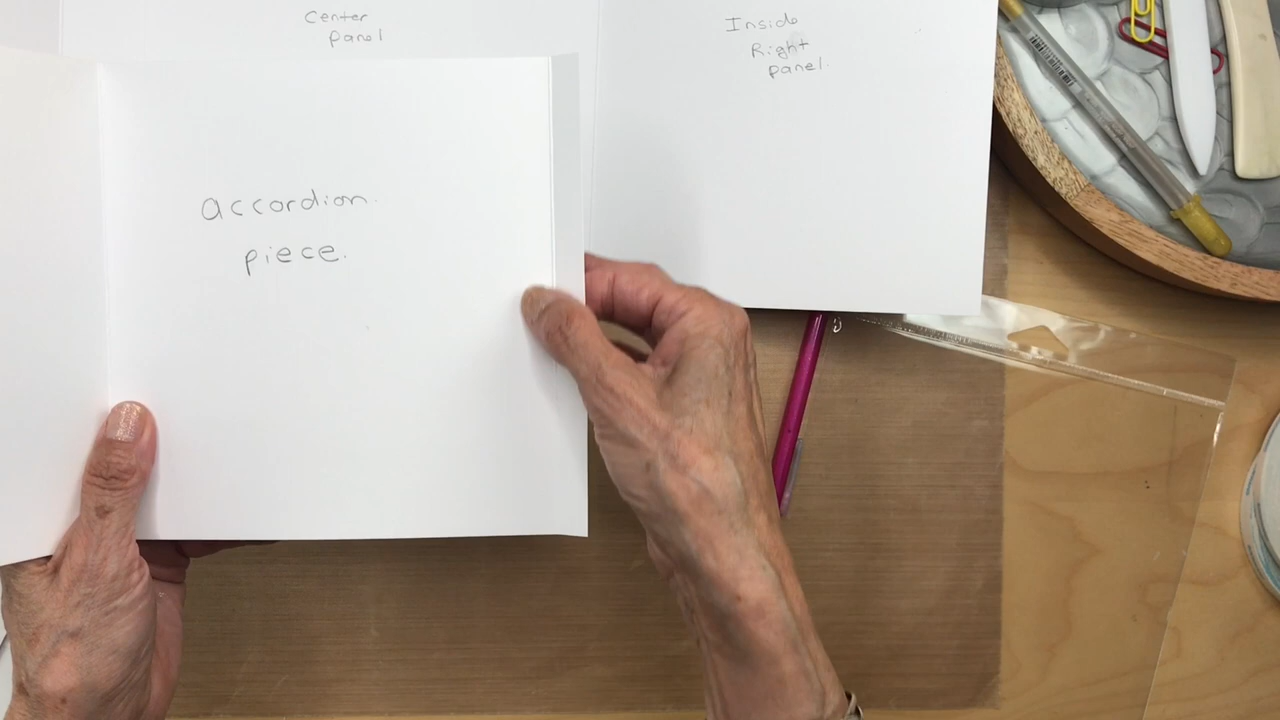 Center
panel
Inside
Right
panel.
accordion
piece.